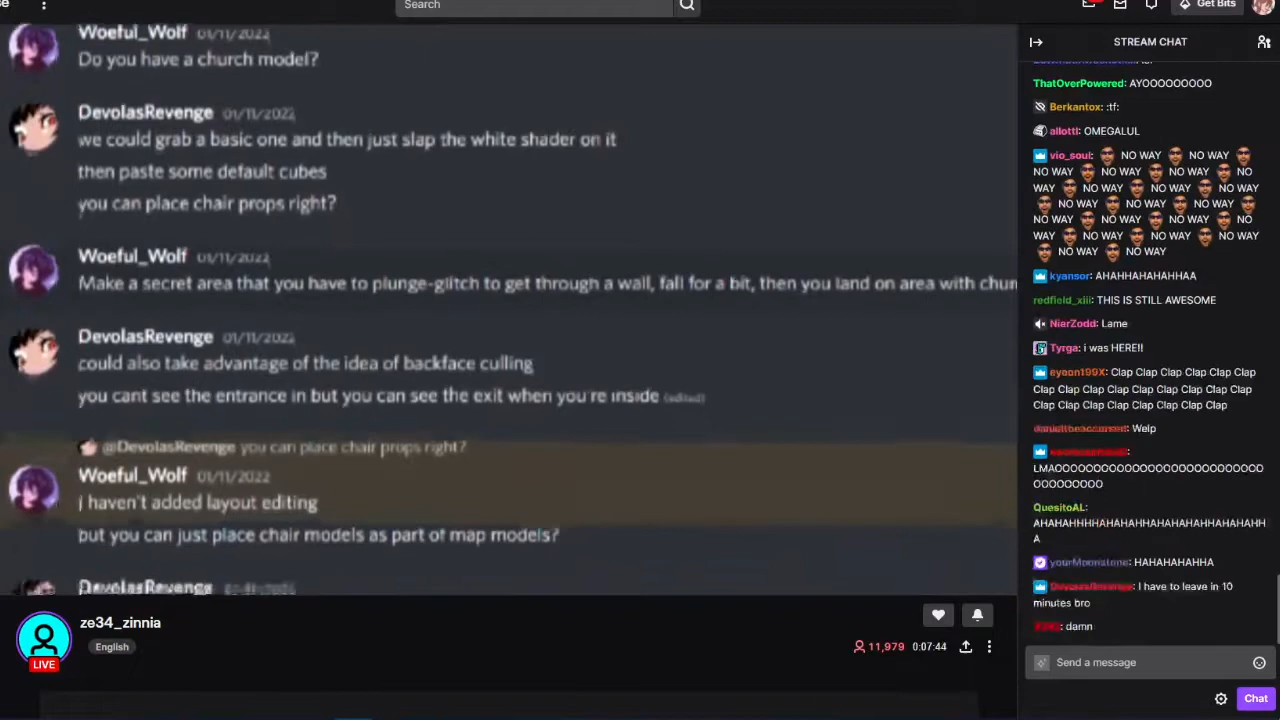 Search
Get Bits
Woeful_Wolf 01/11/2022
Do you have a church model?
DevolasRevenge 01/11/2022
we could grab a basic one and then just slap the white shader on it
then paste some default cubes
you can place chair props right?
Woeful_Wolf 01/11/2022
Make a secret area that you have to plunge-glitch to get through a wall, fall for a bit, then you land on area with chur
DevolasRevenge 01/11/2022
could also take advantage of the idea of backface culling
you cant see the entrance in but you can see the exit when you're inside (edited)
@DevolasRevenge you can place chair props right?
Woeful_Wolf 01/11/2022
I haven't added layout editing
but you can just place chair models as part of map models?
DevolasRevenge
ze34_zinnia
English
LIVE
11,979 0:07:44
STREAM CHAT
ThatOverPowered: AYOOOOOOOOO
Berkantox: :tf:
allottl: OMEGALUL
vio_soul: NO WAY NO WAY
NO WAY NO WAY NO WAY NO
WAY NO WAY NO WAY NO WAY
NO WAY NO WAY NO WAY
NO WAY NO WAY NO WAY NO
WAY NO WAY NO WAY NO WAY
NO WAY NO WAY
kyansor: AHAHHAHAHAHHAA
redfield_xiii: THIS IS STILL AWESOME
NierZodd: Lame
Tyrga: i was HERE!!
eyeon199X: Clap Clap Clap Clap Clap Clap
Clap Clap Clap Clap Clap Clap Clap Clap
Clap Clap Clap Clap Clap Clap Clap
Welp
LMAOOOOOOOOOOOOOOOOOOOOOOOOOO
OOOOOOOOOO
QuesitoAL:
AHAHAHHHHAHAHAHHAHAHAHAHHAHAHAHH
A
yourMoonstone: HAHAHAHAHHA
DevolasRevenge: I have to leave in 10
minutes bro
damn
Send a message
Chat